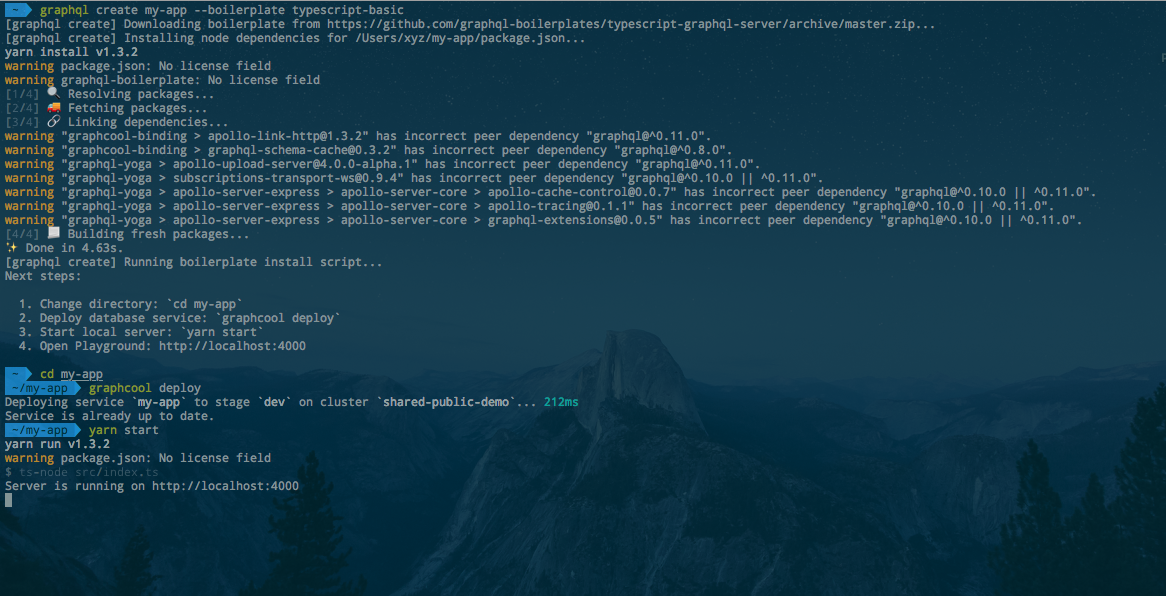 ~ graphql create my-app --boilerplate typescript-basic
[graphql create] Downloading boilerplate from https://github.com/graphql-boilerplates/typescript-graphql-server/archive/master.zip...
[graphql create] Installing node dependencies for /Users/xyz/my-app/package.json...
yarn install v1.3.2
warning package.json: No license field
warning graphql-boilerplate: No license field
[1/4] 🔍 Resolving packages...
[2/4] 🚚 Fetching packages...
[3/4] 🔗 Linking dependencies...
warning "graphcool-binding > apollo-link-http@1.3.2" has incorrect peer dependency "graphql@^0.11.0".
warning "graphcool-binding > graphql-schema-cache@0.3.2" has incorrect peer dependency "graphql@^0.8.0".
warning "graphql-yoga > apollo-upload-server@4.0.0-alpha.1" has incorrect peer dependency "graphql@^0.11.0".
warning "graphql-yoga > subscriptions-transport-ws@0.9.4" has incorrect peer dependency "graphql@^0.10.0 || ^0.11.0".
warning "graphql-yoga > apollo-server-express > apollo-server-core > apollo-cache-control@0.0.7" has incorrect peer dependency "graphql@^0.10.0 || ^0.11.0".
warning "graphql-yoga > apollo-server-express > apollo-server-core > apollo-tracing@0.1.1" has incorrect peer dependency "graphql@^0.10.0 || ^0.11.0".
warning "graphql-yoga > apollo-server-express > apollo-server-core > graphql-extensions@0.0.5" has incorrect peer dependency "graphql@^0.10.0 || ^0.11.0".
[4/4] 📃 Building fresh packages...
✨ Done in 4.63s.
[graphql create] Running boilerplate install script...
Next steps:
1. Change directory: `cd my-app`
2. Deploy database service: `graphcool deploy`
3. Start local server: `yarn start`
4. Open Playground: http://localhost:4000
~ cd my-app
~/my-app graphcool deploy
Deploying service `my-app` to stage `dev` on cluster `shared-public-demo`... 212ms
Service is already up to date.
~/my-app yarn start
yarn run v1.3.2
warning package.json: No license field
$ ts-node src/index.ts
Server is running on http://localhost:4000